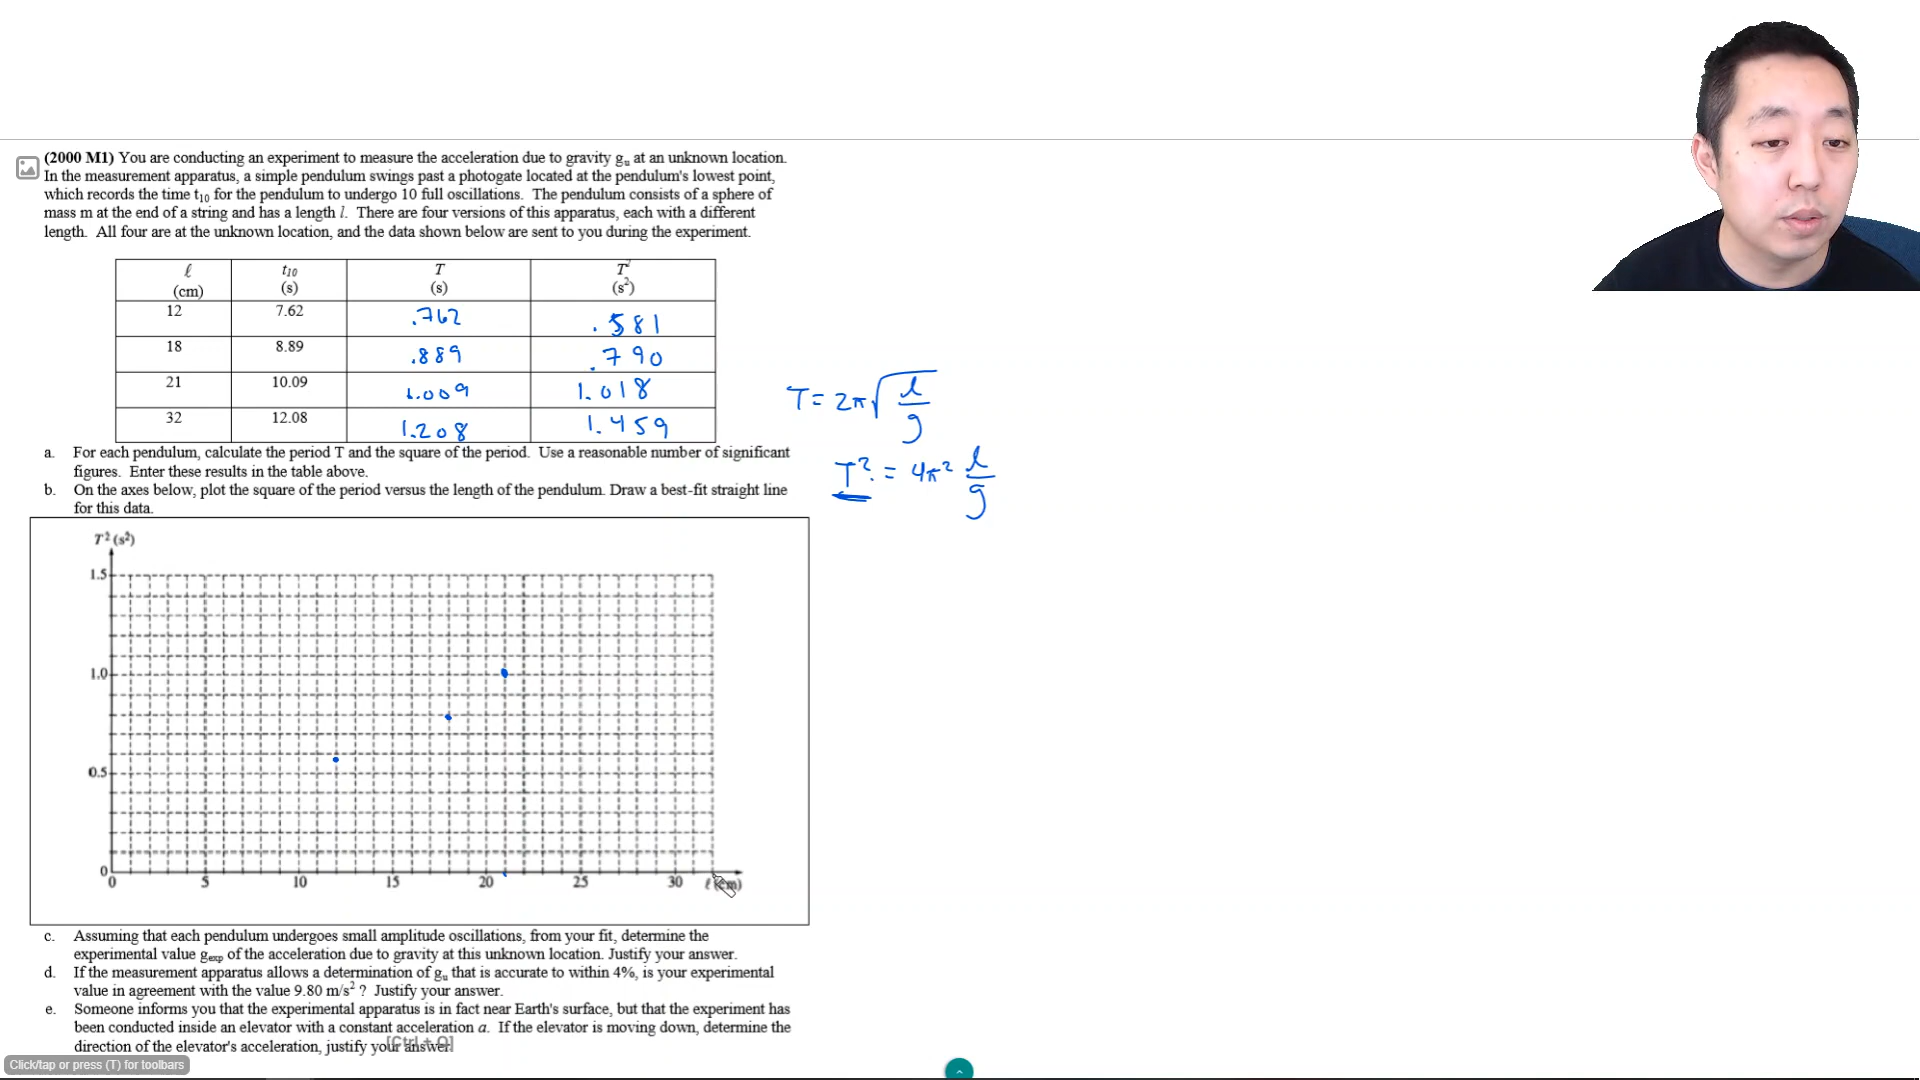 (2000 M1) You are conducting an experiment to measure the acceleration due to gravity gᵤ at an unknown location.
In the measurement apparatus, a simple pendulum swings past a photogate located at the pendulum's lowest point,
which records the time t₁₀ for the pendulum to undergo 10 full oscillations. The pendulum consists of a sphere of
mass m at the end of a string and has a length l. There are four versions of this apparatus, each with a different
length. All four are at the unknown location, and the data shown below are sent to you during the experiment.
ℓ t₁₀ T T²
(cm) (s) (s) (s²)
12 7.62 .762 .581
18 8.89 .889 .790
21 10.09 1.009 1.018
32 12.08 1.208 1.459
T = 2π√(l/g)
T² = 4π² l/g
a. For each pendulum, calculate the period T and the square of the period. Use a reasonable number of significant
figures. Enter these results in the table above.
b. On the axes below, plot the square of the period versus the length of the pendulum. Draw a best-fit straight line
for this data.
T² (s²)
1.5
1.0
0.5
0
0 5 10 15 20 25 30 ℓ (cm)
c. Assuming that each pendulum undergoes small amplitude oscillations, from your fit, determine the
experimental value gₑₓₚ of the acceleration due to gravity at this unknown location. Justify your answer.
d. If the measurement apparatus allows a determination of gᵤ that is accurate to within 4%, is your experimental
value in agreement with the value 9.80 m/s² ? Justify your answer.
e. Someone informs you that the experimental apparatus is in fact near Earth's surface, but that the experiment has
been conducted inside an elevator with a constant acceleration a. If the elevator is moving down, determine the
direction of the elevator's acceleration, justify your answer.
Click/tap or press (T) for toolbars